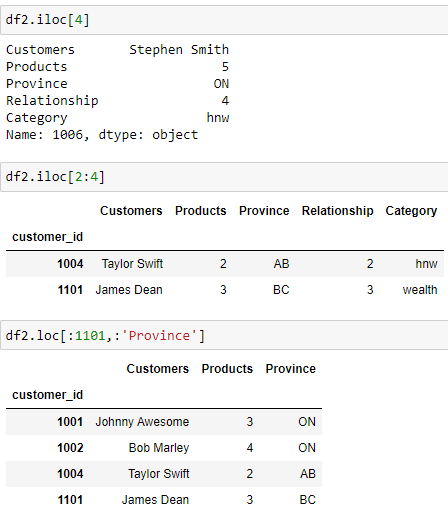 df2.iloc[4]
Customers Stephen Smith
Products 5
Province ON
Relationship 4
Category hnw
Name: 1006, dtype: object
df2.iloc[2:4]
Customers Products Province Relationship Category
customer_id
1004 Taylor Swift 2 AB 2 hnw
1101 James Dean 3 BC 3 wealth
df2.loc[:1101,:'Province']
Customers Products Province
customer_id
1001 Johnny Awesome 3 ON
1002 Bob Marley 4 ON
1004 Taylor Swift 2 AB
1101 James Dean 3 BC